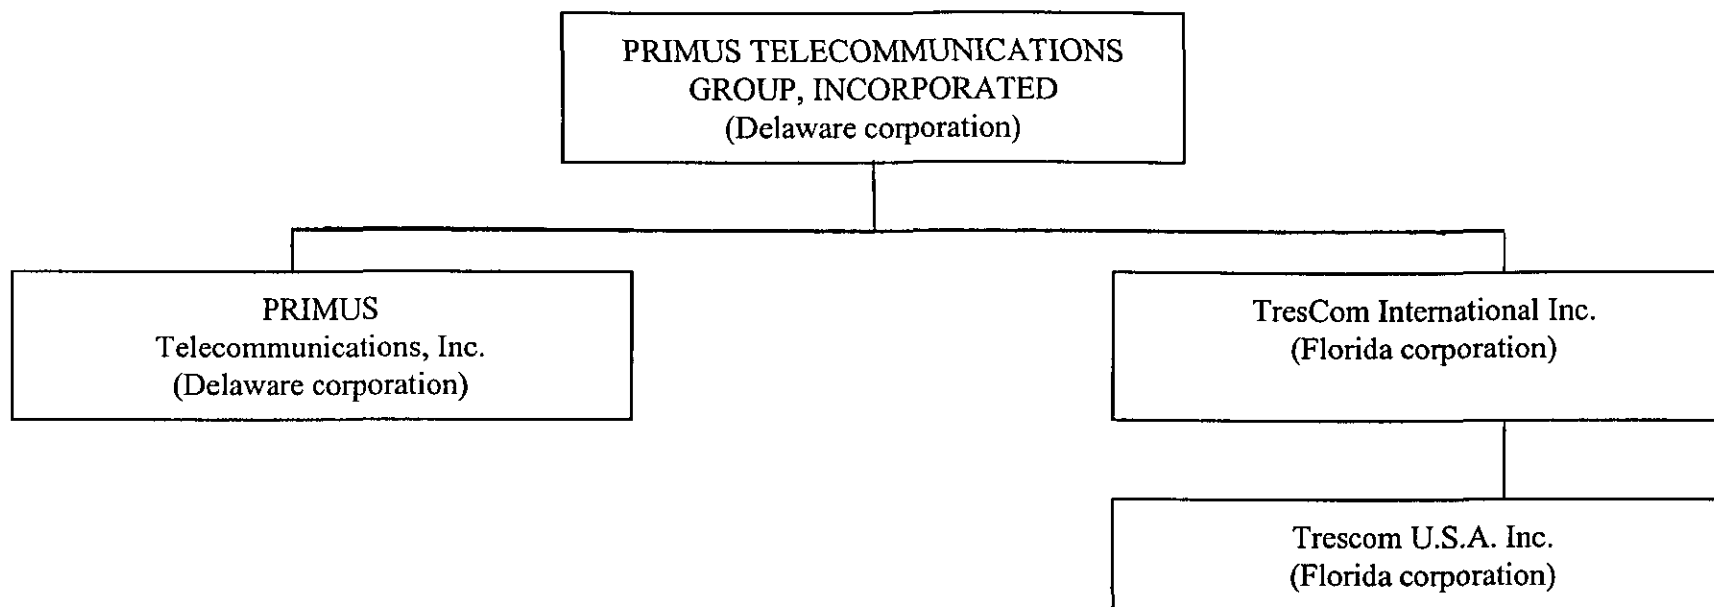 PRIMUS TELECOMMUNICATIONS
GROUP, INCORPORATED
(Delaware corporation)
PRIMUS
Telecommunications, Inc.
(Delaware corporation)
TresCom International Inc.
(Florida corporation)
Trescom U.S.A. Inc.
(Florida corporation)